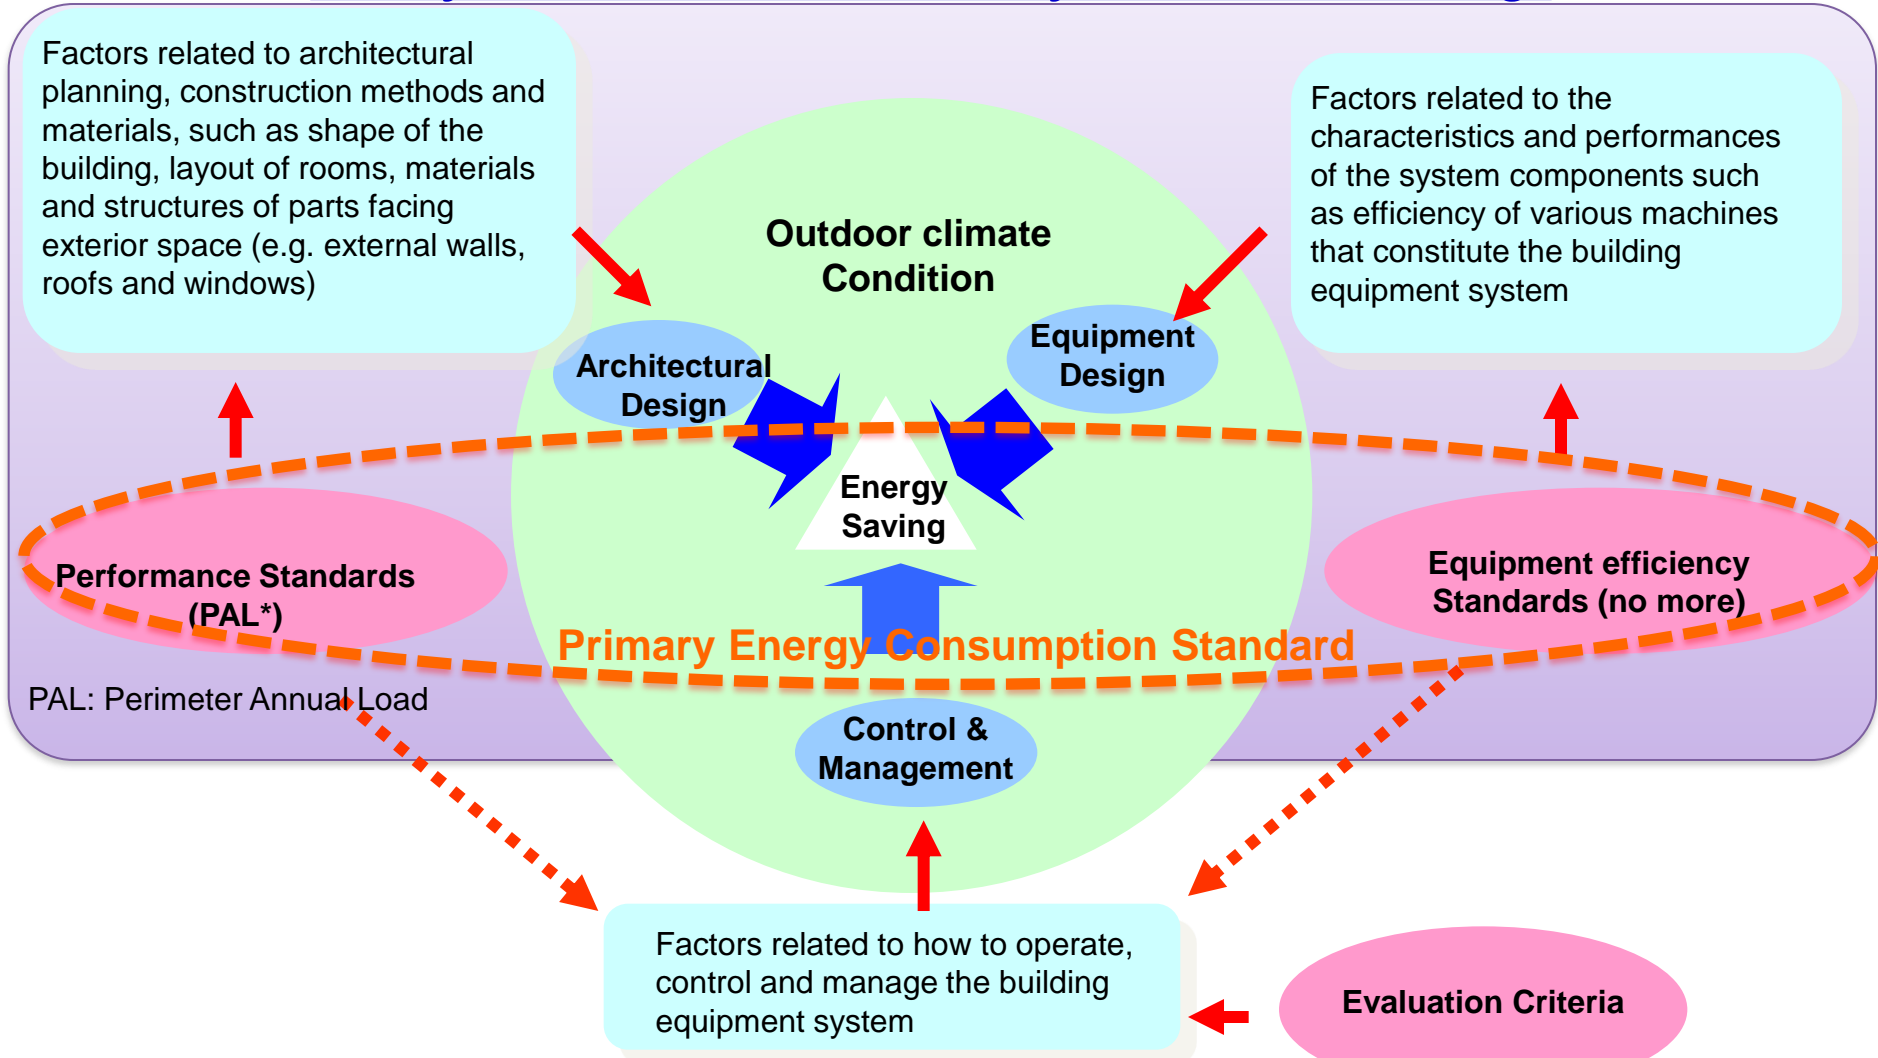 Factors related to architectural
planning, construction methods and
materials, such as shape of the
building, layout of rooms, materials
and structures of parts facing
exterior space (e.g. external walls,
roofs and windows)
Factors related to the
characteristics and performances
of the system components such
as efficiency of various machines
that constitute the building
equipment system
Outdoor climate
Condition
Architectural
Design
Equipment
Design
Energy
Saving
Performance Standards
(PAL*)
Equipment efficiency
Standards (no more)
Primary Energy Consumption Standard
PAL: Perimeter Annual Load
Control &
Management
Factors related to how to operate,
control and manage the building
equipment system
Evaluation Criteria